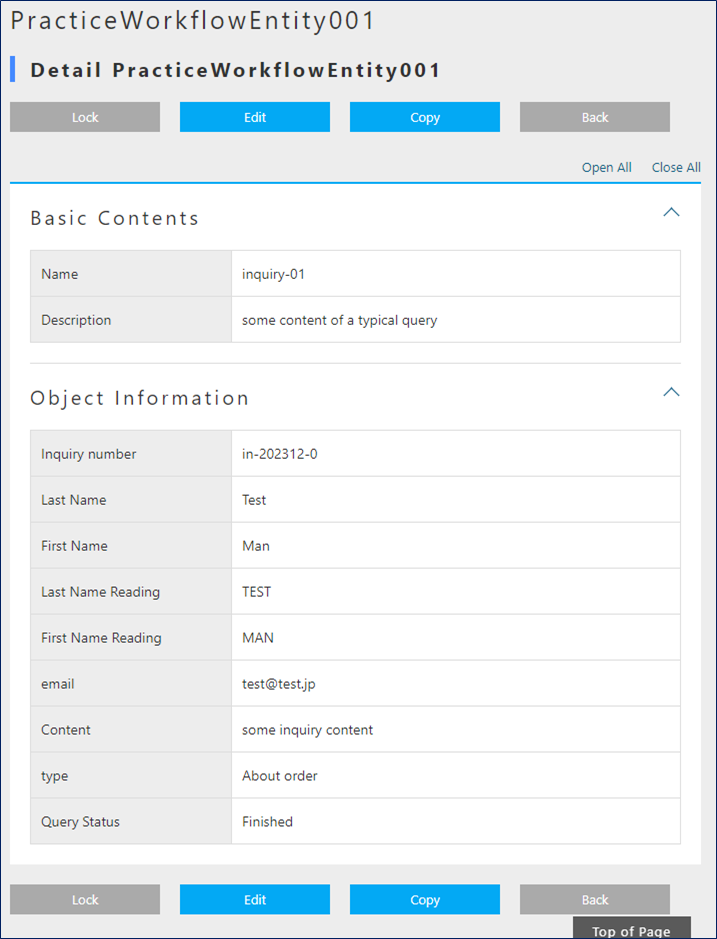 PracticeWorkflowEntity001
Detail PracticeWorkflowEntity001
Lock Edit Copy Back
Open All Close All
Basic Contents
Name inquiry-01
Description some content of a typical query
Object Information
Inquiry number in-202312-0
Last Name Test
First Name Man
Last Name Reading TEST
First Name Reading MAN
email test@test.jp
Content some inquiry content
type About order
Query Status Finished
Lock Edit Copy Back
Top of Page